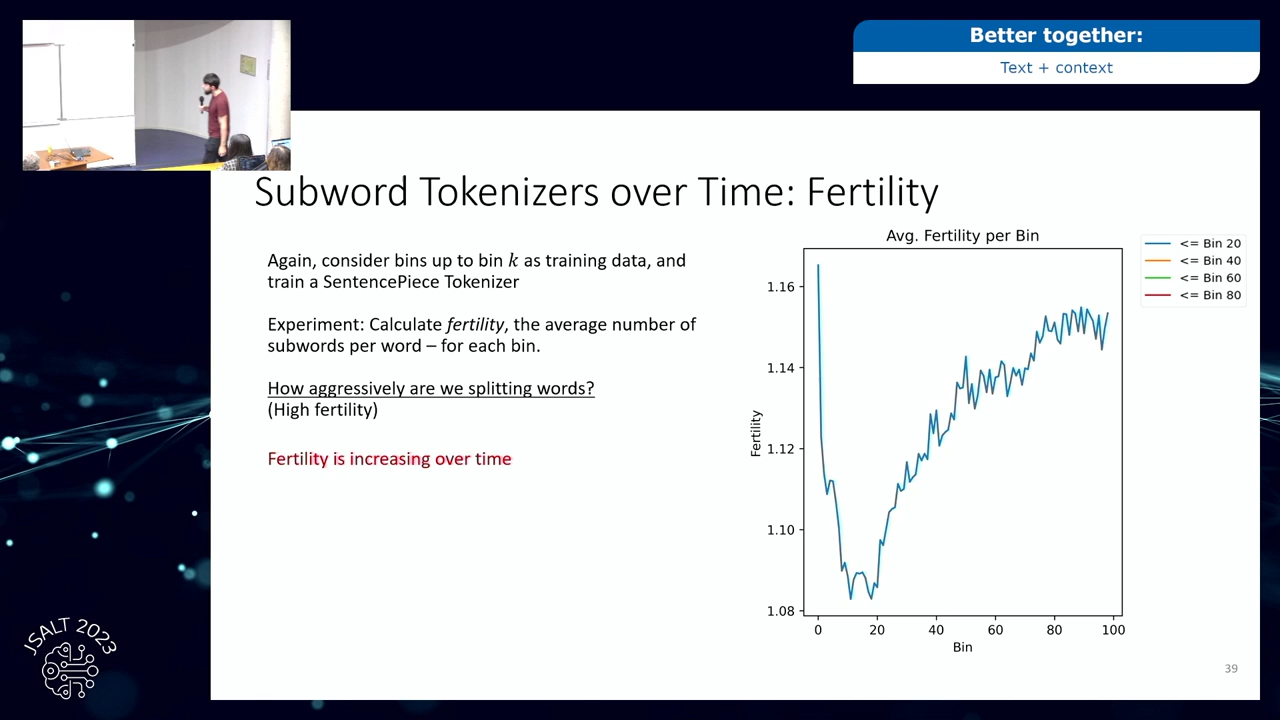 Better together:
Text + context
Subword Tokenizers over Time: Fertility
Again, consider bins up to bin k as training data, and
train a SentencePiece Tokenizer
Experiment: Calculate fertility, the average number of
subwords per word – for each bin.
How aggressively are we splitting words?
(High fertility)
Fertility is increasing over time
Avg. Fertility per Bin
<= Bin 20
<= Bin 40
<= Bin 60
<= Bin 80
Fertility
1.16
1.14
1.12
1.10
1.08
0 20 40 60 80 100
Bin
39
JSALT 2023